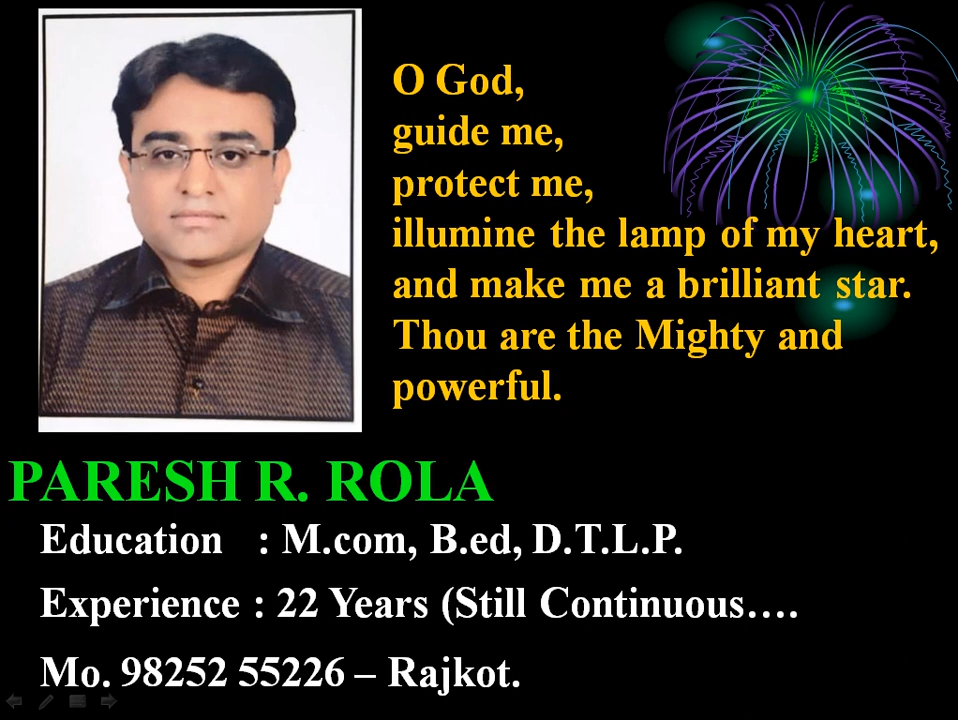 O God,
guide me,
protect me,
illumine the lamp of my heart,
and make me a brilliant star.
Thou are the Mighty and
powerful.
PARESH R. ROLA
Education : M.com, B.ed, D.T.L.P.
Experience : 22 Years (Still Continuous….
Mo. 98252 55226 – Rajkot.